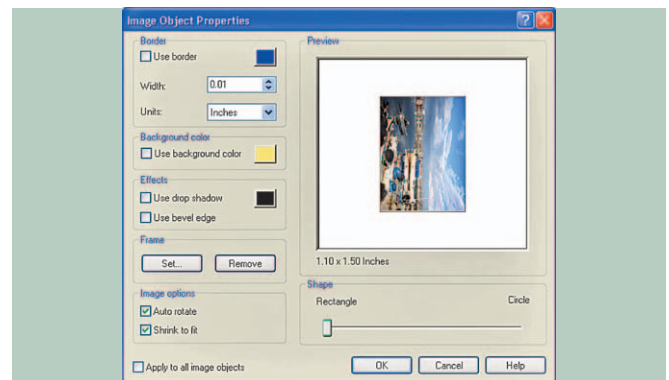 Image Object Properties
Border
Use border
Width:
0.01
Units:
Inches
Background color
Use background color
Effects
Use drop shadow
Use bevel edge
Frame
Set...
Remove
Image options
Auto rotate
Shrink to fit
Apply to all image objects
Preview
1.10 x 1.50 Inches
Shape
Rectangle
Circle
OK
Cancel
Help